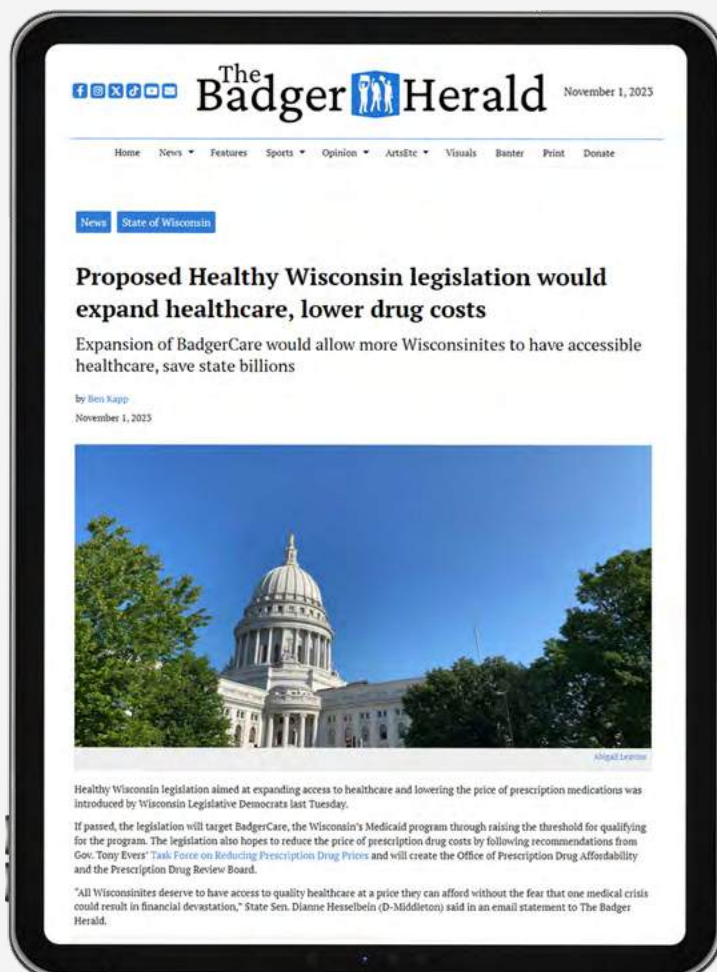 The
Badger Herald
November 1, 2023
Home News Features Sports Opinion ArtsEtc Visuals Banter Print Donate
News State of Wisconsin
Proposed Healthy Wisconsin legislation would
expand healthcare, lower drug costs
Expansion of BadgerCare would allow more Wisconsinites to have accessible
healthcare, save state billions
by Ben Kapp
November 1, 2023
Abigail Leavins
Healthy Wisconsin legislation aimed at expanding access to healthcare and lowering the price of prescription medications was
introduced by Wisconsin Legislative Democrats last Tuesday.
If passed, the legislation will target BadgerCare, the Wisconsin's Medicaid program through raising the threshold for qualifying
for the program. The legislation also hopes to reduce the price of prescription drug costs by following recommendations from
Gov. Tony Evers' Task Force on Reducing Prescription Drug Prices and will create the Office of Prescription Drug Affordability
and the Prescription Drug Review Board.
"All Wisconsinites deserve to have access to quality healthcare at a price they can afford without the fear that one medical crisis
could result in financial devastation," State Sen. Dianne Hesselbein (D-Middleton) said in an email statement to The Badger
Herald.